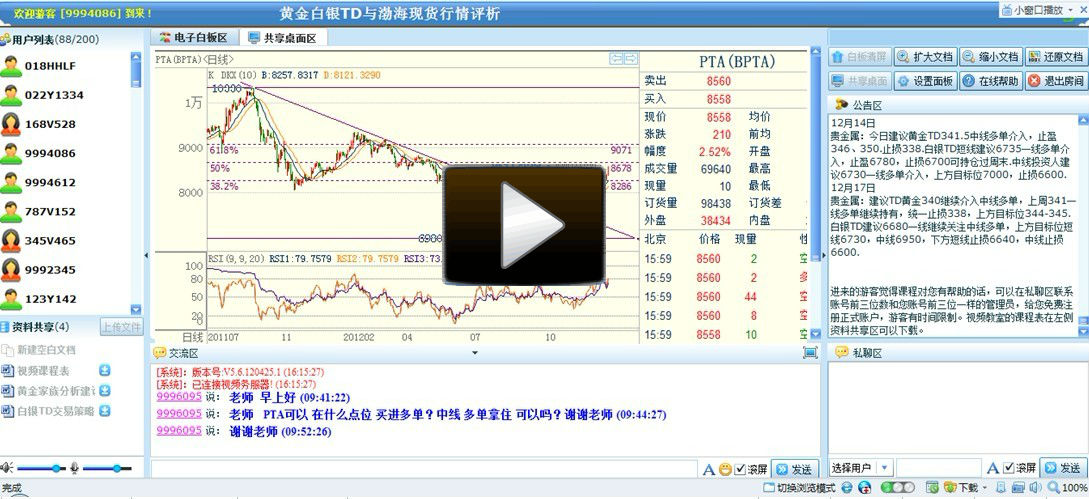 欢迎游客 [9994086] 到来！
黄金白银TD与渤海现货行情评析
小窗口播放
用户列表(88/200)
018HHLF
022Y1334
168V528
9994086
9994612
787V152
345V465
9992345
123Y142
资料共享(4)
上传文件
新建空白文档
视频课程表
黄金家族分析建议
白银TD交易策略
电子白板区
共享桌面区
PTA(BPTA)<日线>
K DKX(10) B:8257.8317 D:8121.3290
10300
1万
9000
8000
61.8%
50%
38.2%
9071
8678
8286
6900
RSI(9,9,20) RSI1:79.7579 RSI2:79.7579 RSI3:73.
100
80
50
20
0
日线 201107 11 201202 04 07 10
PTA(BPTA)
卖出 8560
买入 8558
现价 8558 均价
涨跌 210 前均
幅度 2.52% 开盘
成交量 69640 最高
现量 10 最低
订货量 98438 订货差
外盘 38434 内盘
北京 价格 现量 性
15:59 8560 2 空
15:59 8560 2 多
15:59 8560 44 空
15:59 8560 8 空
15:59 8558 10 空
白板清屏 扩大文档 缩小文档 还原文档
共享桌面 设置面板 在线帮助 退出房间
公告区
12月14日
贵金属：今日建议黄金TD341.5中线多单介入，止盈
346、350.止损338.白银TD短线建议6735一线多单介
入，止盈6780，止损6700可持仓过周末.中线投资人建
议6730一线多单介入，上方目标位7000，止损6600.
12月17日
贵金属：建议TD黄金340继续介入中线多单，上周341一
线多单继续持有，统一止损338，上方目标位344-345.
白银TD建议6680一线继续关注中线多单，上方目标位短
线6730，中线6950，下方短线止损6640，中线止损
6600.
进来的游客觉得课程对您有帮助的话，可以在私聊区联系
账号前三位数和您账号前三位一样的管理员，给您免费注
册正式账户，游客有时间限制。视频教室的课程表在左侧
资料共享区可以下载。
交流区
[系统]：版本号:V5.6.120425.1 (16:15:27)
[系统]：已连接视频务服器! (16:15:27)
9996095 说： 老师 早上好 (09:41:22)
9996095 说： 老师 PTA可以 在什么点位 买进多单？中线 多单拿住 可以吗？谢谢老师 (09:44:27)
9996095 说： 谢谢老师 (09:52:26)
滚屏 发送
私聊区
选择用户
滚屏 发送
完成
切换浏览模式
下载
100%